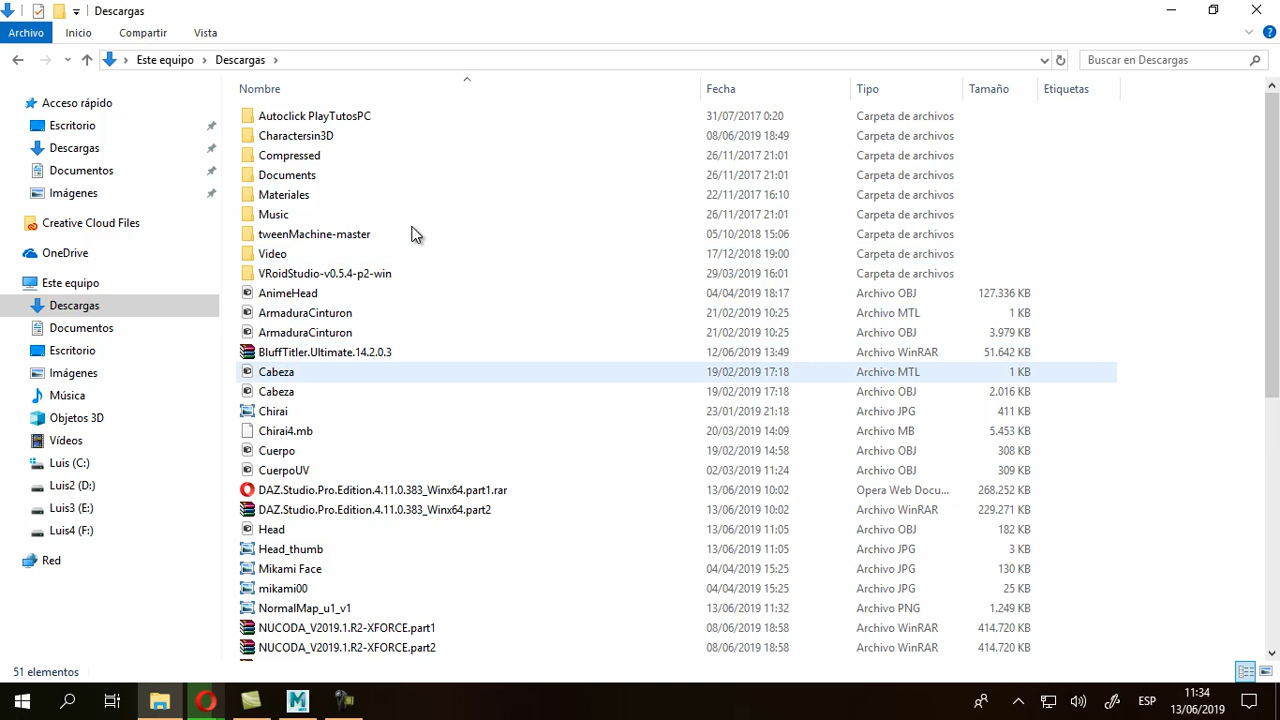 Descargas
Archivo Inicio Compartir Vista
Este equipo Descargas Buscar en Descargas
Nombre Fecha Tipo Tamaño Etiquetas
Acceso rápido
Escritorio
Descargas
Documentos
Imágenes
Creative Cloud Files
OneDrive
Este equipo
Descargas
Documentos
Escritorio
Imágenes
Música
Objetos 3D
Vídeos
Luis (C:)
Luis2 (D:)
Luis3 (E:)
Luis4 (F:)
Red
Autoclick PlayTutosPC 31/07/2017 0:20 Carpeta de archivos
Charactersin3D 08/06/2019 18:49 Carpeta de archivos
Compressed 26/11/2017 21:01 Carpeta de archivos
Documents 26/11/2017 21:01 Carpeta de archivos
Materiales 22/11/2017 16:10 Carpeta de archivos
Music 26/11/2017 21:01 Carpeta de archivos
tweenMachine-master 05/10/2018 15:06 Carpeta de archivos
Video 17/12/2018 19:00 Carpeta de archivos
VRoidStudio-v0.5.4-p2-win 29/03/2019 16:01 Carpeta de archivos
AnimeHead 04/04/2019 18:17 Archivo OBJ 127.336 KB
ArmaduraCinturon 21/02/2019 10:25 Archivo MTL 1 KB
ArmaduraCinturon 21/02/2019 10:25 Archivo OBJ 3.979 KB
BluffTitler.Ultimate.14.2.0.3 12/06/2019 13:49 Archivo WinRAR 51.642 KB
Cabeza 19/02/2019 17:18 Archivo MTL 1 KB
Cabeza 19/02/2019 17:18 Archivo OBJ 2.016 KB
Chirai 23/01/2019 21:18 Archivo JPG 411 KB
Chirai4.mb 20/03/2019 14:09 Archivo MB 5.453 KB
Cuerpo 19/02/2019 14:58 Archivo OBJ 308 KB
CuerpoUV 02/03/2019 11:24 Archivo OBJ 309 KB
DAZ.Studio.Pro.Edition.4.11.0.383_Winx64.part1.rar 13/06/2019 10:02 Opera Web Docu... 268.252 KB
DAZ.Studio.Pro.Edition.4.11.0.383_Winx64.part2 13/06/2019 10:02 Archivo WinRAR 229.271 KB
Head 13/06/2019 11:05 Archivo OBJ 182 KB
Head_thumb 13/06/2019 11:05 Archivo JPG 3 KB
Mikami Face 04/04/2019 15:25 Archivo JPG 130 KB
mikami00 04/04/2019 15:25 Archivo JPG 25 KB
NormalMap_u1_v1 13/06/2019 11:32 Archivo PNG 1.249 KB
NUCODA_V2019.1.R2-XFORCE.part1 08/06/2019 18:58 Archivo WinRAR 414.720 KB
NUCODA_V2019.1.R2-XFORCE.part2 08/06/2019 18:58 Archivo WinRAR 414.720 KB
51 elementos
ESP 11:34
13/06/2019